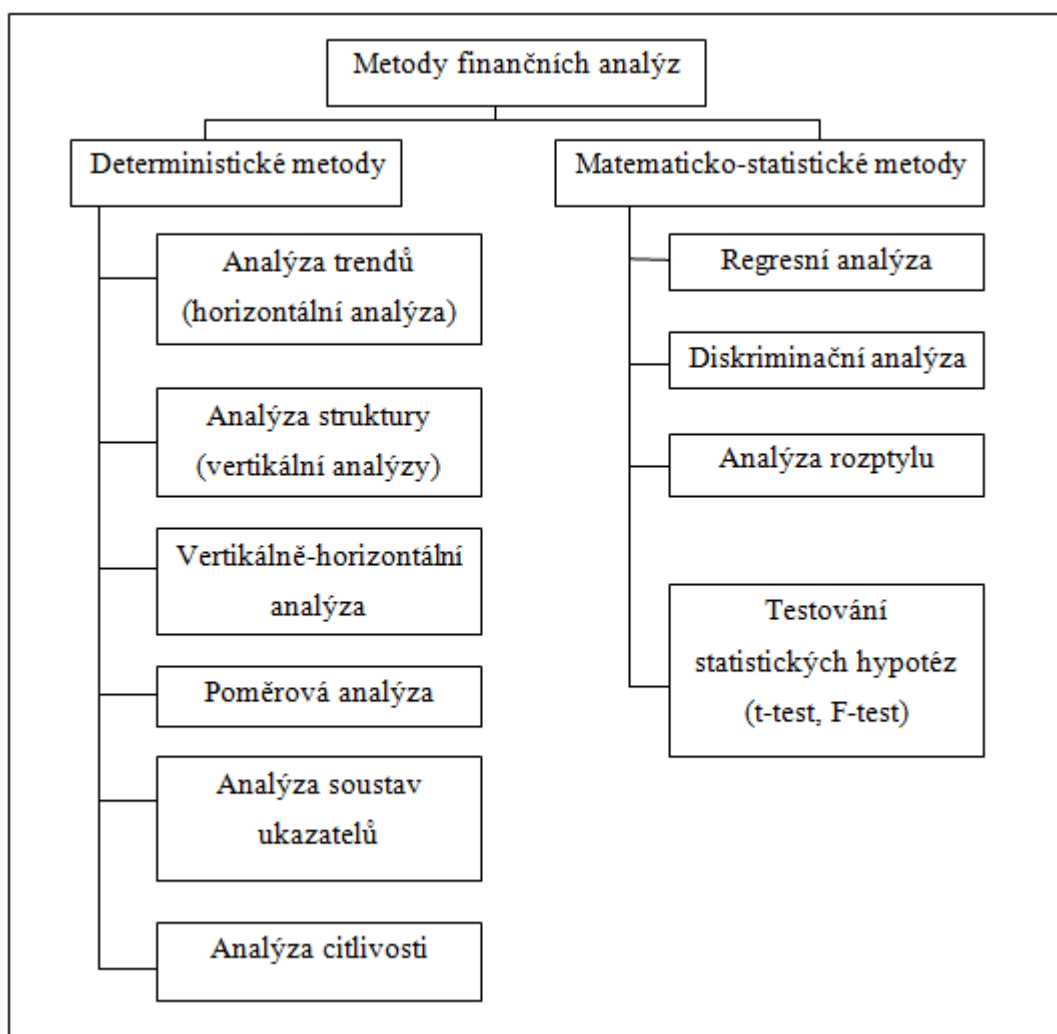 Metody finančních analýz
Deterministické metody
Analýza trendů
(horizontální analýza)
Analýza struktury
(vertikální analýzy)
Vertikálně-horizontální
analýza
Poměrová analýza
Analýza soustav
ukazatelů
Analýza citlivosti
Matematicko-statistické metody
Regresní analýza
Diskriminační analýza
Analýza rozptylu
Testování
statistických hypotéz
(t-test, F-test)